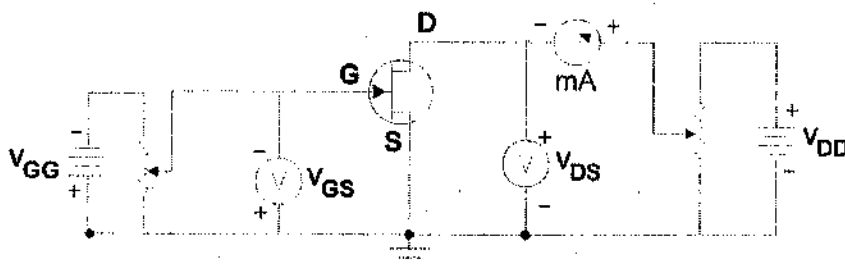 D
- +
mA
G
S
-
V_GG
+
-
V
V_GS
+
+
V
V_DS
-
+
V_DD
-